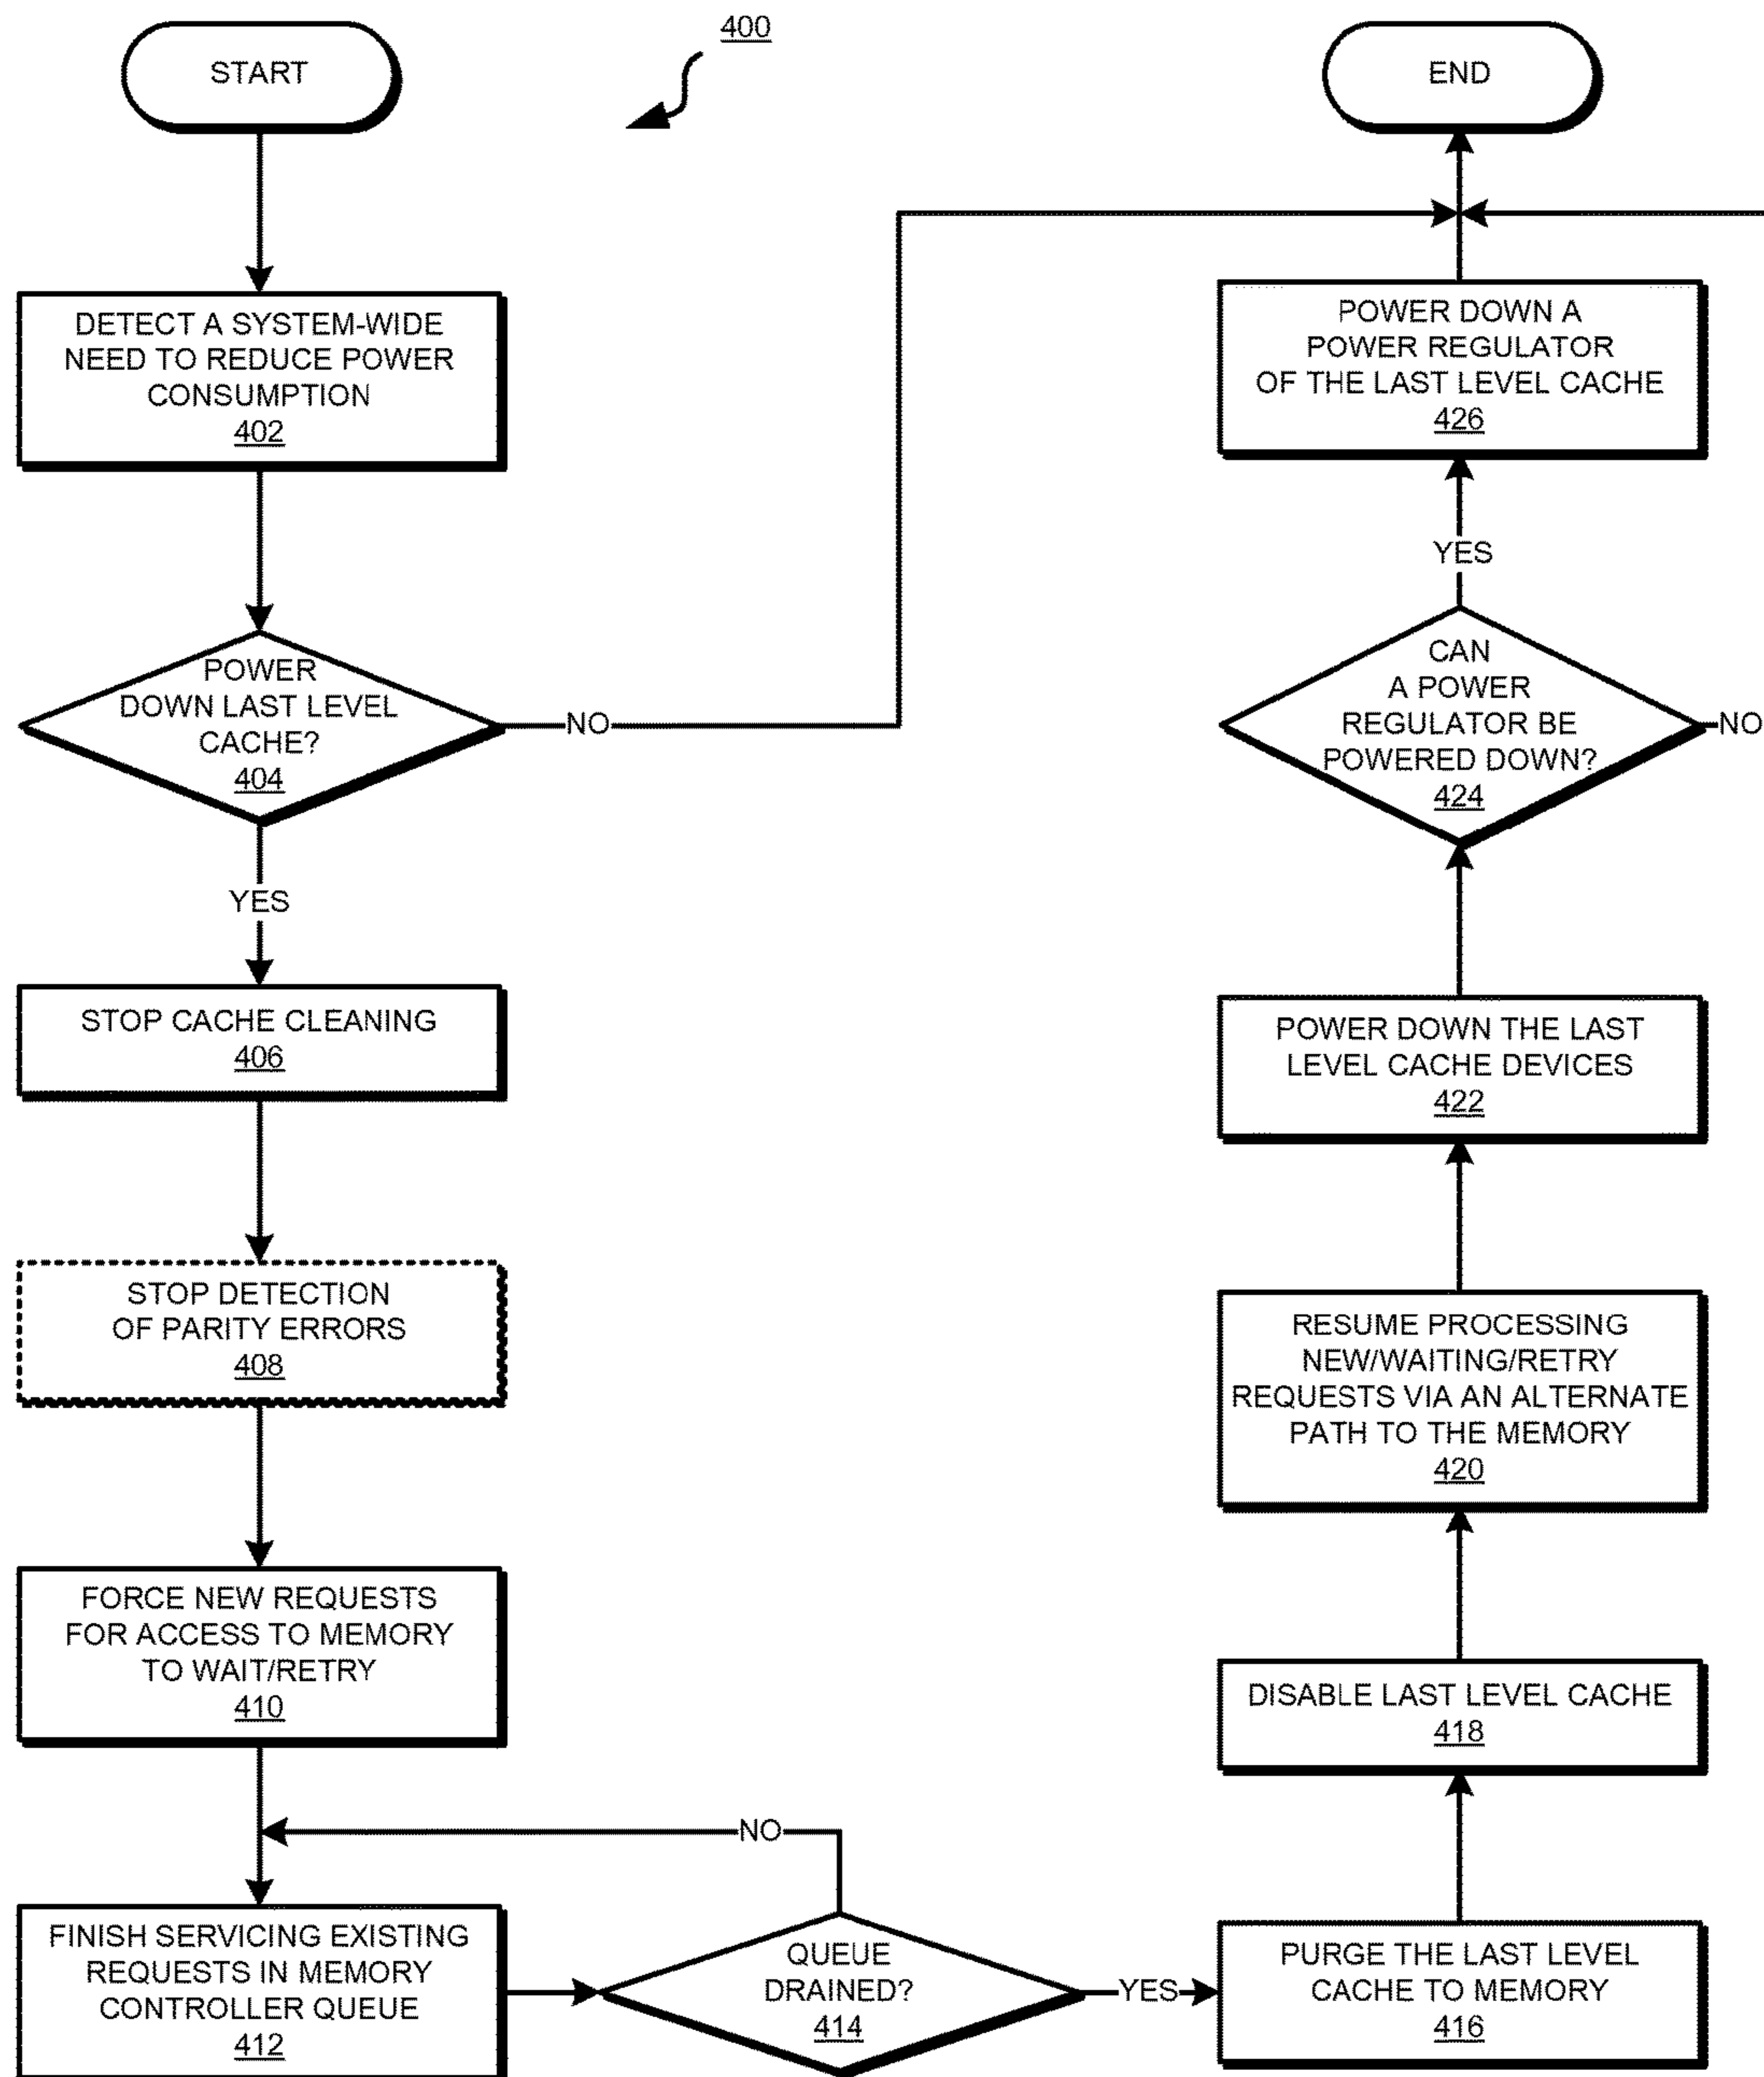 400
START
DETECT A SYSTEM-WIDE
NEED TO REDUCE POWER
CONSUMPTION
402
POWER
DOWN LAST LEVEL
CACHE?
404
NO
YES
STOP CACHE CLEANING
406
STOP DETECTION
OF PARITY ERRORS
408
FORCE NEW REQUESTS
FOR ACCESS TO MEMORY
TO WAIT/RETRY
410
FINISH SERVICING EXISTING
REQUESTS IN MEMORY
CONTROLLER QUEUE
412
QUEUE
DRAINED?
414
NO
YES
PURGE THE LAST LEVEL
CACHE TO MEMORY
416
DISABLE LAST LEVEL CACHE
418
RESUME PROCESSING
NEW/WAITING/RETRY
REQUESTS VIA AN ALTERNATE
PATH TO THE MEMORY
420
POWER DOWN THE LAST
LEVEL CACHE DEVICES
422
CAN
A POWER
REGULATOR BE
POWERED DOWN?
424
NO
YES
POWER DOWN A
POWER REGULATOR
OF THE LAST LEVEL CACHE
426
END